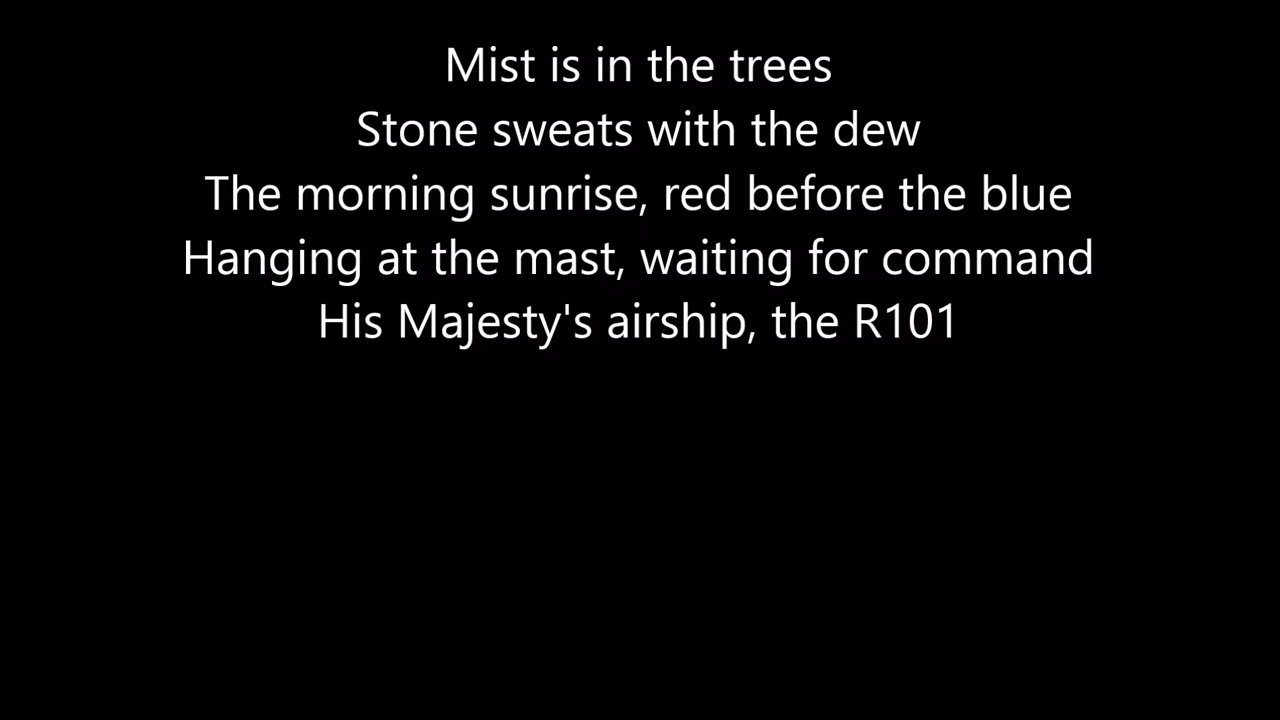 Mist is in the trees
Stone sweats with the dew
The morning sunrise, red before the blue
Hanging at the mast, waiting for command
His Majesty's airship, the R101